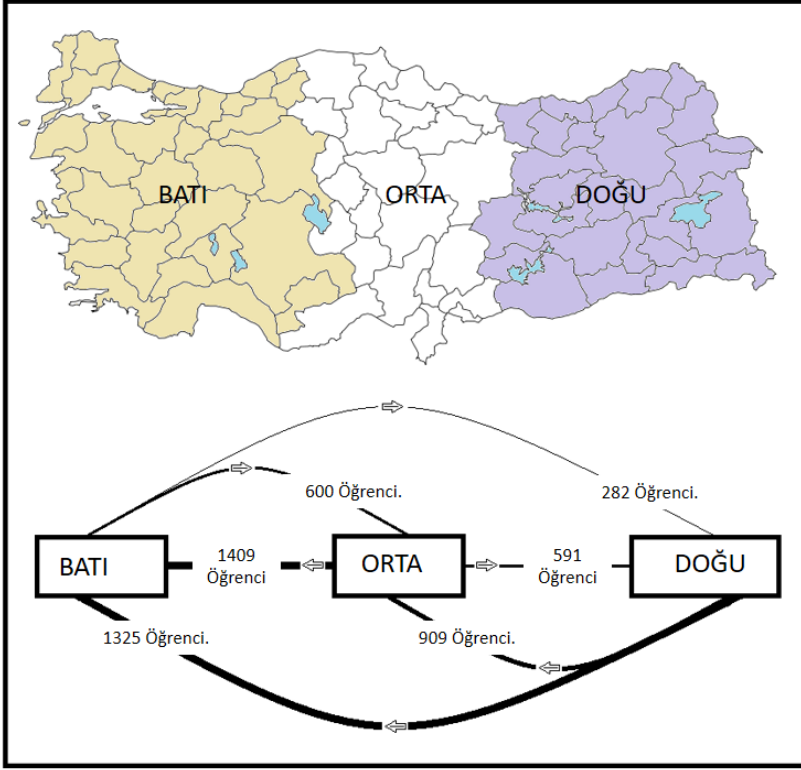 BATI
ORTA
DOĞU
600 Öğrenci.
282 Öğrenci.
BATI
1409
Öğrenci
ORTA
591
Öğrenci
DOĞU
1325 Öğrenci.
909 Öğrenci.